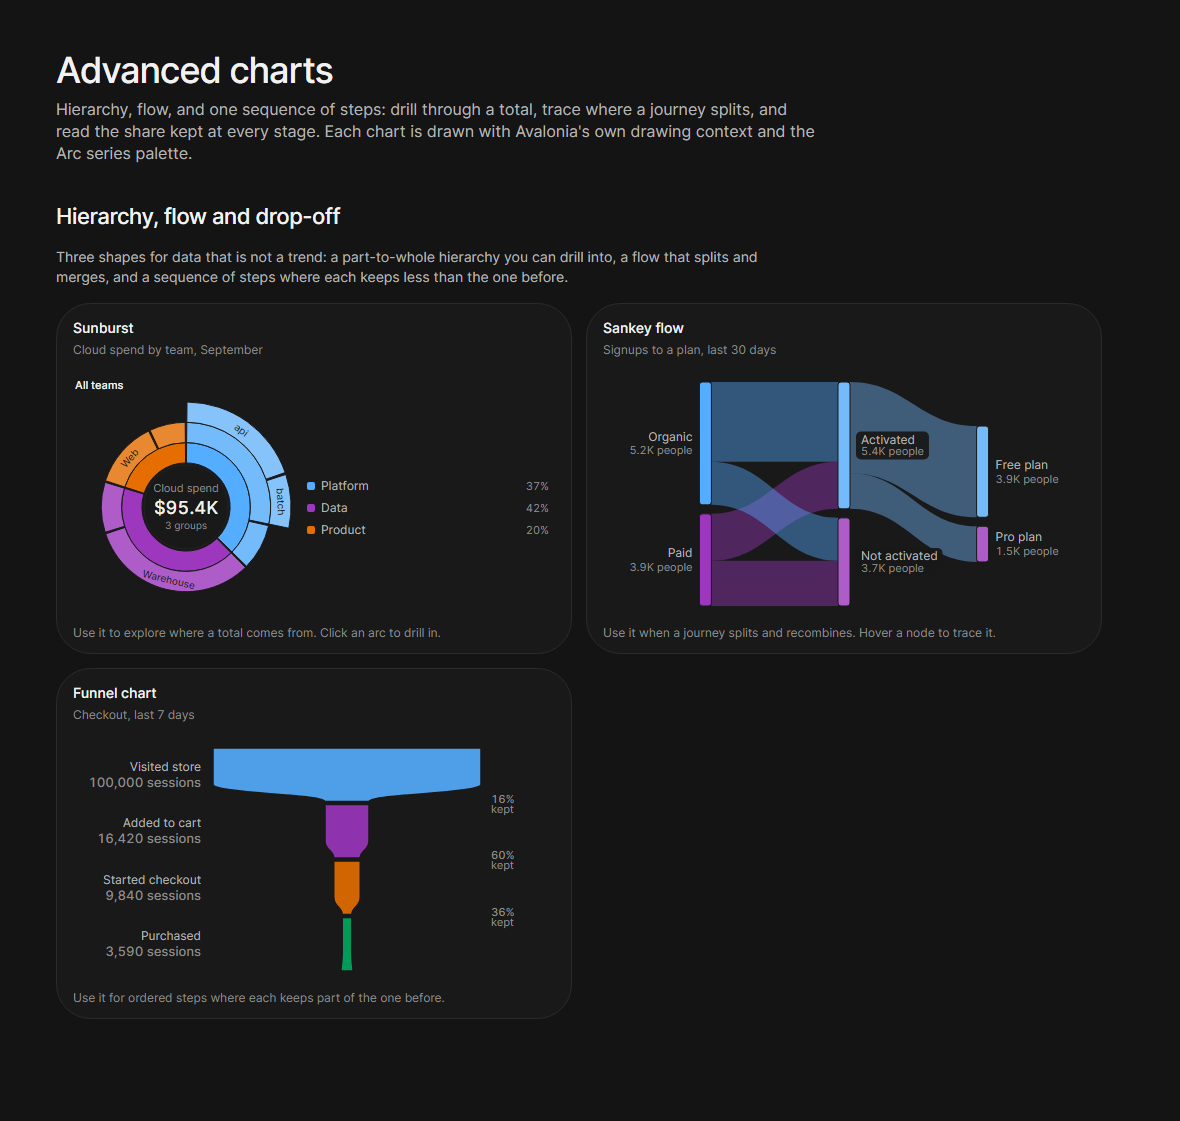 Advanced charts
Hierarchy, flow, and one sequence of steps: drill through a total, trace where a journey splits, and
read the share kept at every stage. Each chart is drawn with Avalonia's own drawing context and the
Arc series palette.
Hierarchy, flow and drop-off
Three shapes for data that is not a trend: a part-to-whole hierarchy you can drill into, a flow that splits and
merges, and a sequence of steps where each keeps less than the one before.
Sunburst
Cloud spend by team, September
All teams
api
batch
Web
Warehouse
Cloud spend
$95.4K
3 groups
Platform 37%
Data 42%
Product 20%
Use it to explore where a total comes from. Click an arc to drill in.
Sankey flow
Signups to a plan, last 30 days
Organic
5.2K people
Paid
3.9K people
Activated
5.4K people
Not activated
3.7K people
Free plan
3.9K people
Pro plan
1.5K people
Use it when a journey splits and recombines. Hover a node to trace it.
Funnel chart
Checkout, last 7 days
Visited store
100,000 sessions
16%
kept
Added to cart
16,420 sessions
60%
kept
Started checkout
9,840 sessions
36%
kept
Purchased
3,590 sessions
Use it for ordered steps where each keeps part of the one before.